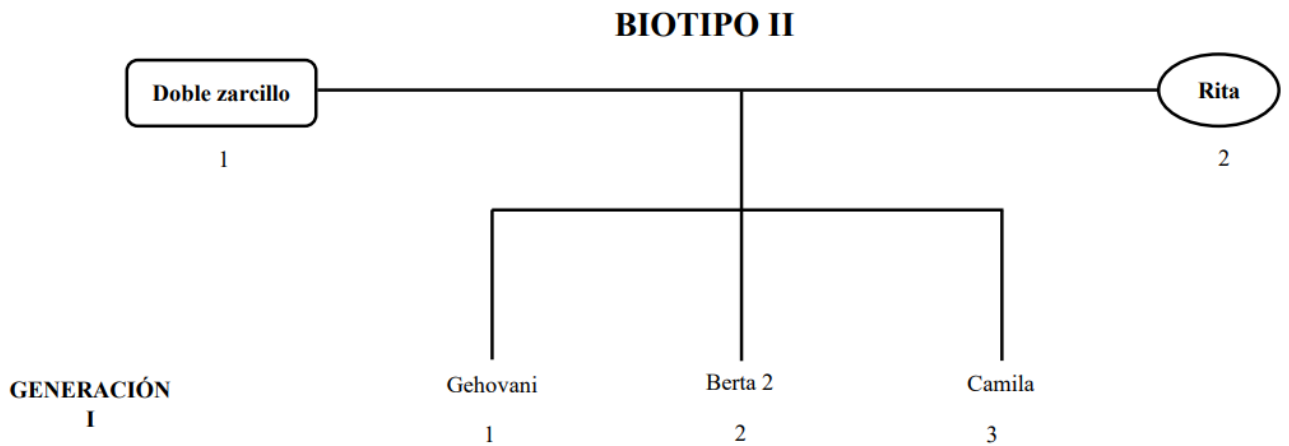 BIOTIPO II
Doble zarcillo
Rita
1
2
Gehovani
Berta 2
Camila
GENERACIÓN
I
1
2
3